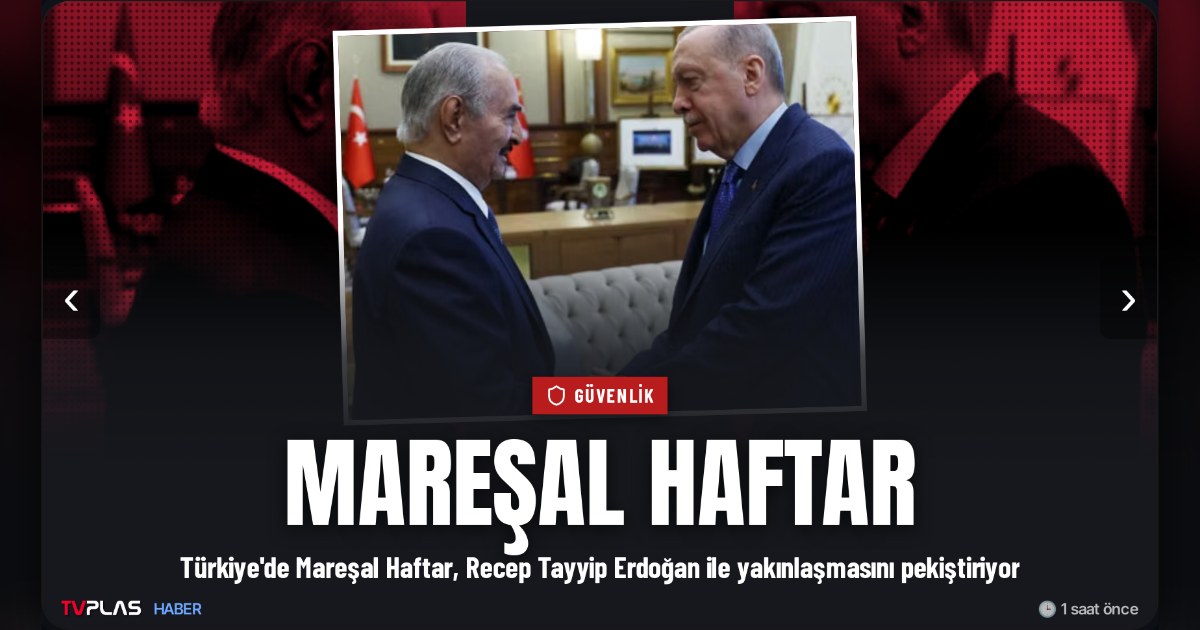 GÜVENLİK
MAREŞAL HAFTAR
Türkiye'de Mareşal Haftar, Recep Tayyip Erdoğan ile yakınlaşmasını pekiştiriyor
TVPLAS HABER
1 saat önce